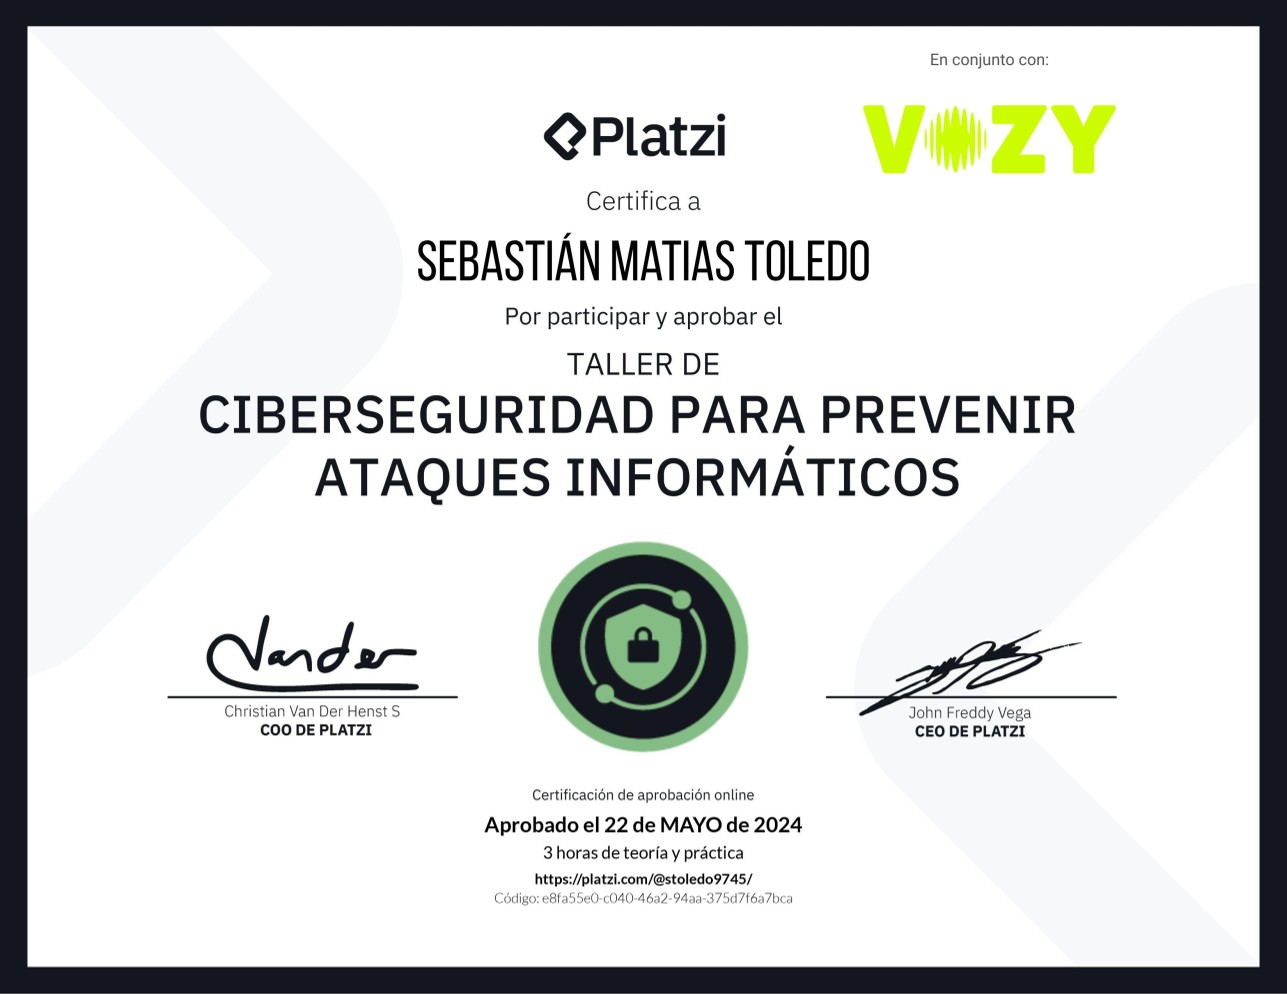 En conjunto con:
Platzi
VOZY
Certifica a
SEBASTIÁN MATIAS TOLEDO
Por participar y aprobar el
TALLER DE
CIBERSEGURIDAD PARA PREVENIR
ATAQUES INFORMÁTICOS
Vander
Christian Van Der Henst S
COO DE PLATZI
John Freddy Vega
CEO DE PLATZI
Certificación de aprobación online
Aprobado el 22 de MAYO de 2024
3 horas de teoría y práctica
https://platzi.com/@stoledo9745/
Código: e8fa55e0-c040-46a2-94aa-375d7f6a7bca